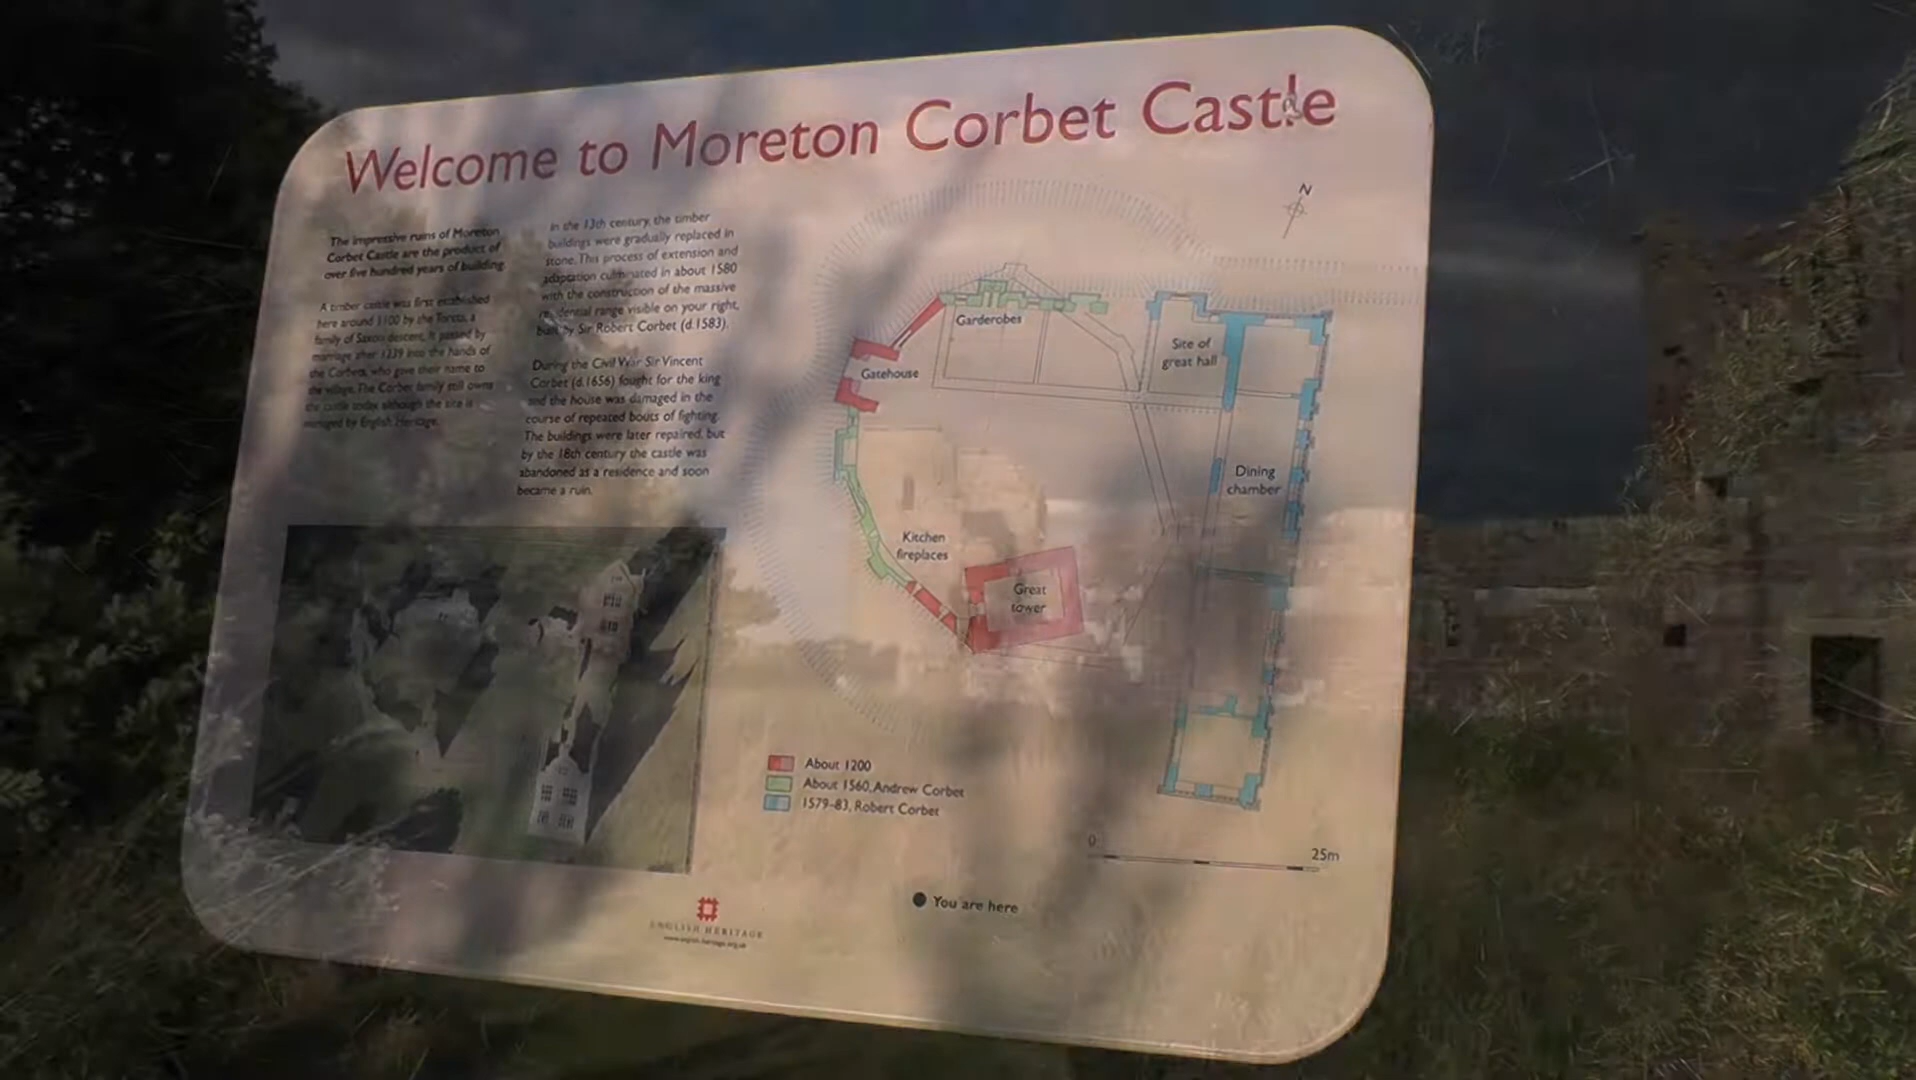 Welcome to Moreton Corbet Castle
The impressive ruins of Moreton
Corbet Castle are the product of
over five hundred years of building.
A timber castle was first established
here around 1100 by the Torets, a
family of Saxon descent. It passed by
marriage after 1239 into the hands of
the Corbets, who gave their name to
the village. The Corbet family still owns
the castle today although the site is
managed by English Heritage.
In the 13th century, the timber
buildings were gradually replaced in
stone. This process of extension and
adaptation culminated in about 1580
with the construction of the massive
residential range visible on your right,
built by Sir Robert Corbet (d.1583).
During the Civil War Sir Vincent
Corbet (d.1656) fought for the king
and the house was damaged in the
course of repeated bouts of fighting.
The buildings were later repaired, but
by the 18th century the castle was
abandoned as a residence and soon
became a ruin.
N
Garderobes
Gatehouse
Site of
great hall
Dining
chamber
Kitchen
fireplaces
Great
tower
About 1200
About 1560, Andrew Corbet
1579-83, Robert Corbet
0
25m
You are here
ENGLISH HERITAGE
www.english-heritage.org.uk